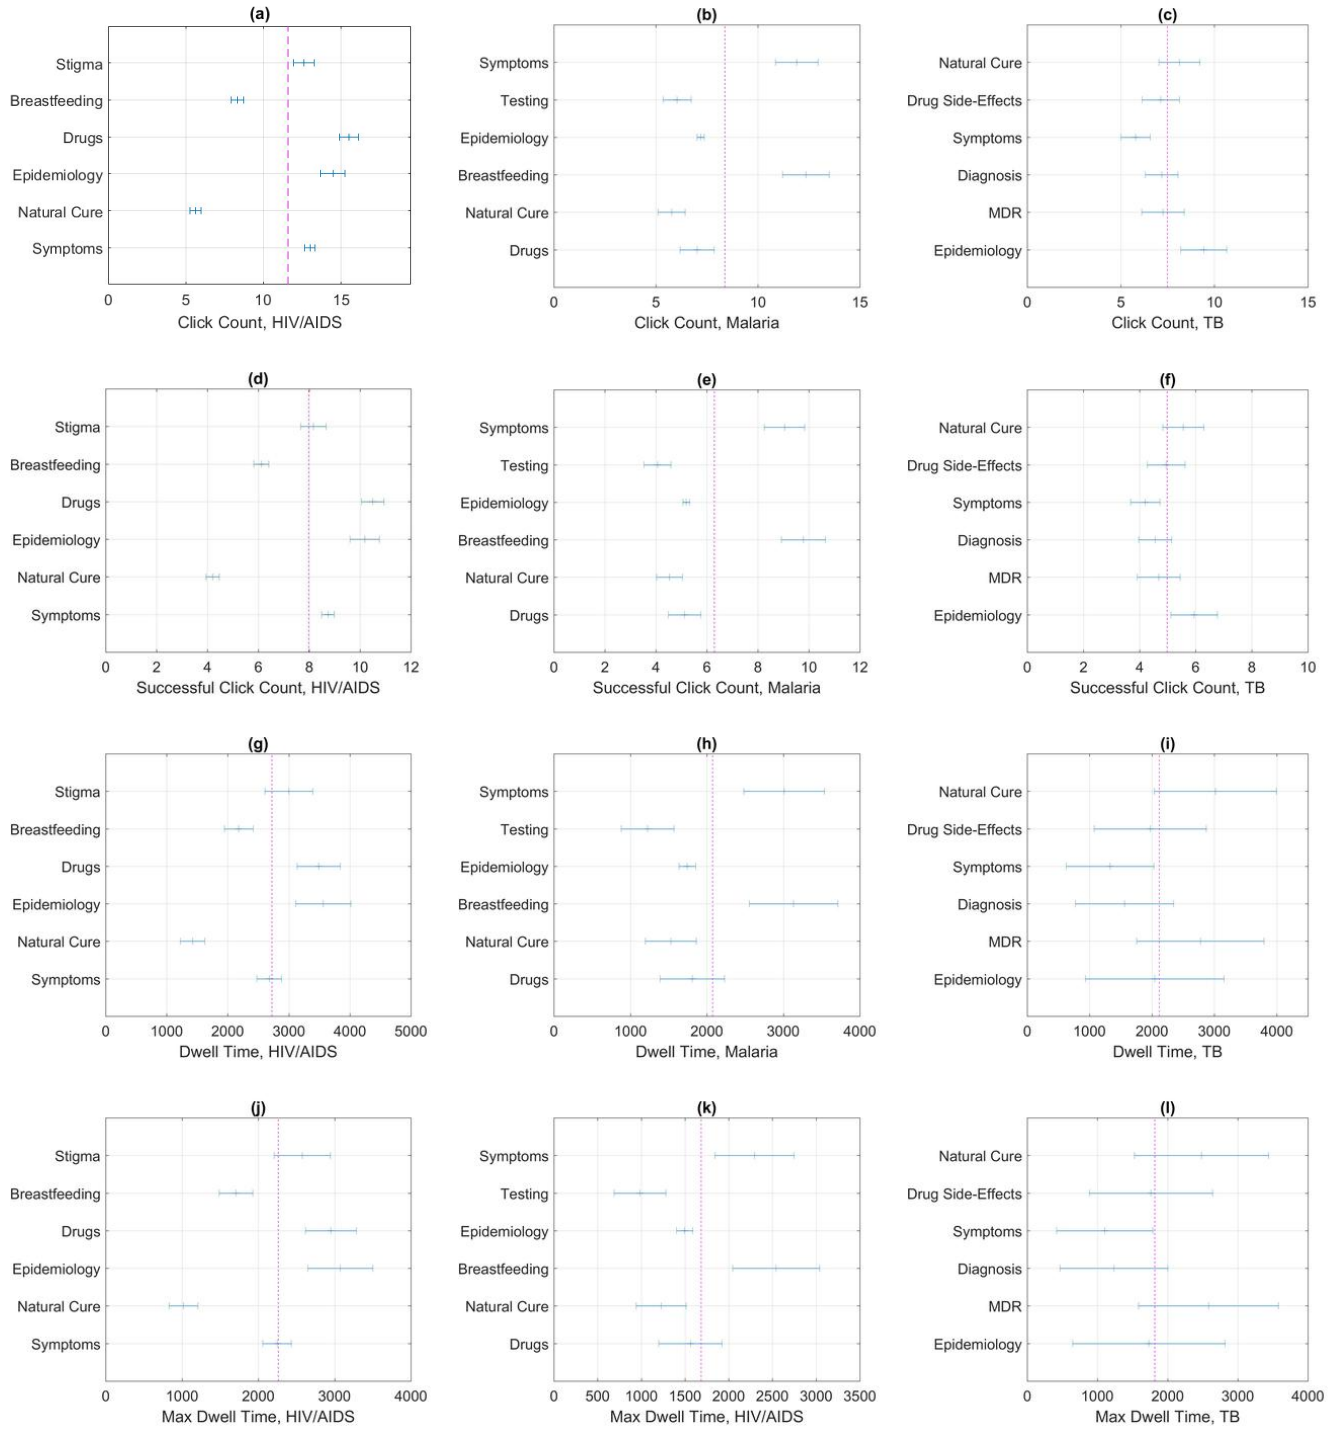 (a)
Stigma
Breastfeeding
Drugs
Epidemiology
Natural Cure
Symptoms
0 5 10 15
Click Count, HIV/AIDS
(b)
Symptoms
Testing
Epidemiology
Breastfeeding
Natural Cure
Drugs
0 5 10 15
Click Count, Malaria
(c)
Natural Cure
Drug Side-Effects
Symptoms
Diagnosis
MDR
Epidemiology
0 5 10 15
Click Count, TB
(d)
Stigma
Breastfeeding
Drugs
Epidemiology
Natural Cure
Symptoms
0 2 4 6 8 10 12
Successful Click Count, HIV/AIDS
(e)
Symptoms
Testing
Epidemiology
Breastfeeding
Natural Cure
Drugs
0 2 4 6 8 10 12
Successful Click Count, Malaria
(f)
Natural Cure
Drug Side-Effects
Symptoms
Diagnosis
MDR
Epidemiology
0 2 4 6 8 10
Successful Click Count, TB
(g)
Stigma
Breastfeeding
Drugs
Epidemiology
Natural Cure
Symptoms
0 1000 2000 3000 4000 5000
Dwell Time, HIV/AIDS
(h)
Symptoms
Testing
Epidemiology
Breastfeeding
Natural Cure
Drugs
0 1000 2000 3000 4000
Dwell Time, Malaria
(i)
Natural Cure
Drug Side-Effects
Symptoms
Diagnosis
MDR
Epidemiology
0 1000 2000 3000 4000
Dwell Time, TB
(j)
Stigma
Breastfeeding
Drugs
Epidemiology
Natural Cure
Symptoms
0 1000 2000 3000 4000
Max Dwell Time, HIV/AIDS
(k)
Symptoms
Testing
Epidemiology
Breastfeeding
Natural Cure
Drugs
0 500 1000 1500 2000 2500 3000 3500
Max Dwell Time, HIV/AIDS
(l)
Natural Cure
Drug Side-Effects
Symptoms
Diagnosis
MDR
Epidemiology
0 1000 2000 3000 4000
Max Dwell Time, TB